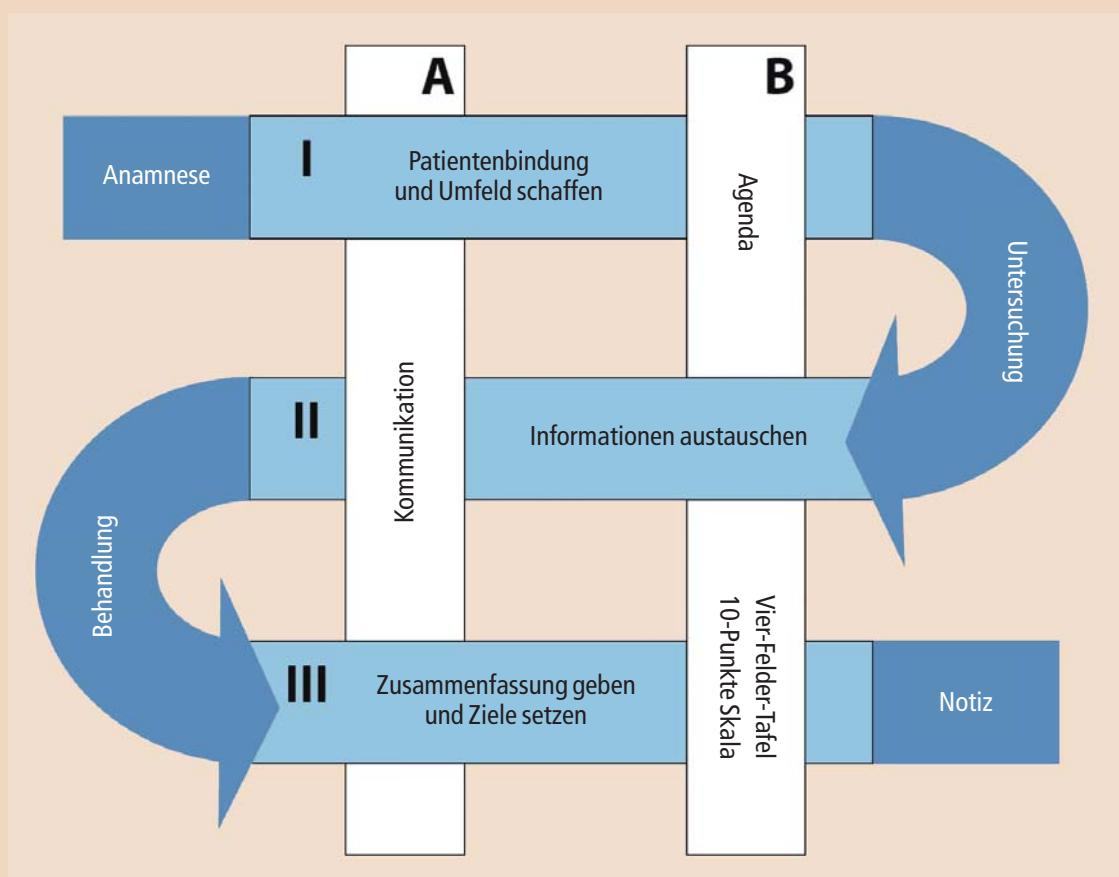 A
B
Anamnese
I
Patientenbindung
und Umfeld schaffen
Agenda
Untersuchung
II
Kommunikation
Informationen austauschen
Behandlung
III
Zusammenfassung geben
und Ziele setzen
Vier-Felder-Tafel
10-Punkte Skala
Notiz